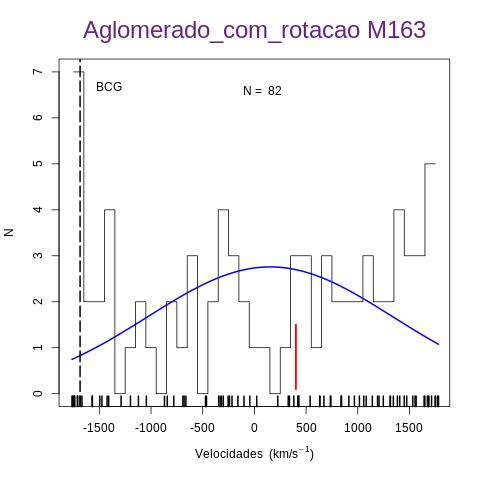 Aglomerado_com_rotacao M163
BCG
N = 82
N
7
6
5
4
3
2
1
0
-1500 -1000 -500 0 500 1000 1500
Velocidades (km/s⁻¹)